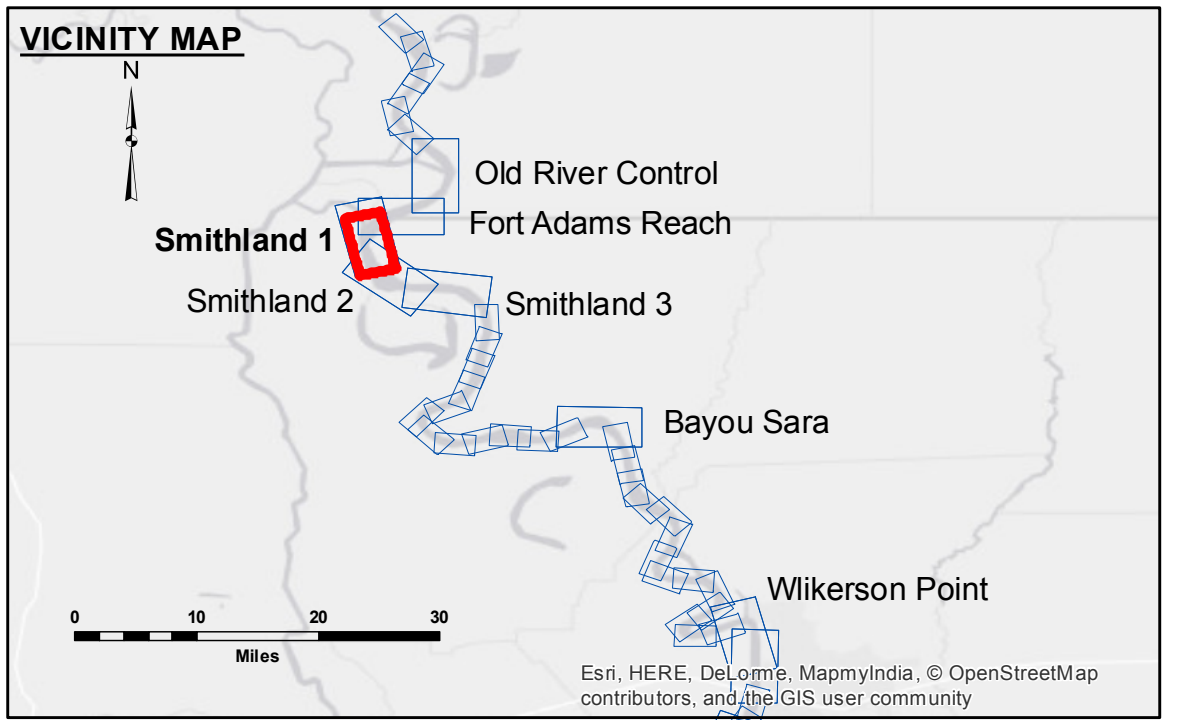 VICINITY MAP
N
Old River Control
Fort Adams Reach
Smithland 1
Smithland 2
Smithland 3
Bayou Sara
Wlikerson Point
0 10 20 30
Miles
Esri, HERE, DeLorme, MapmyIndia, © OpenStreetMap
contributors, and the GIS user community